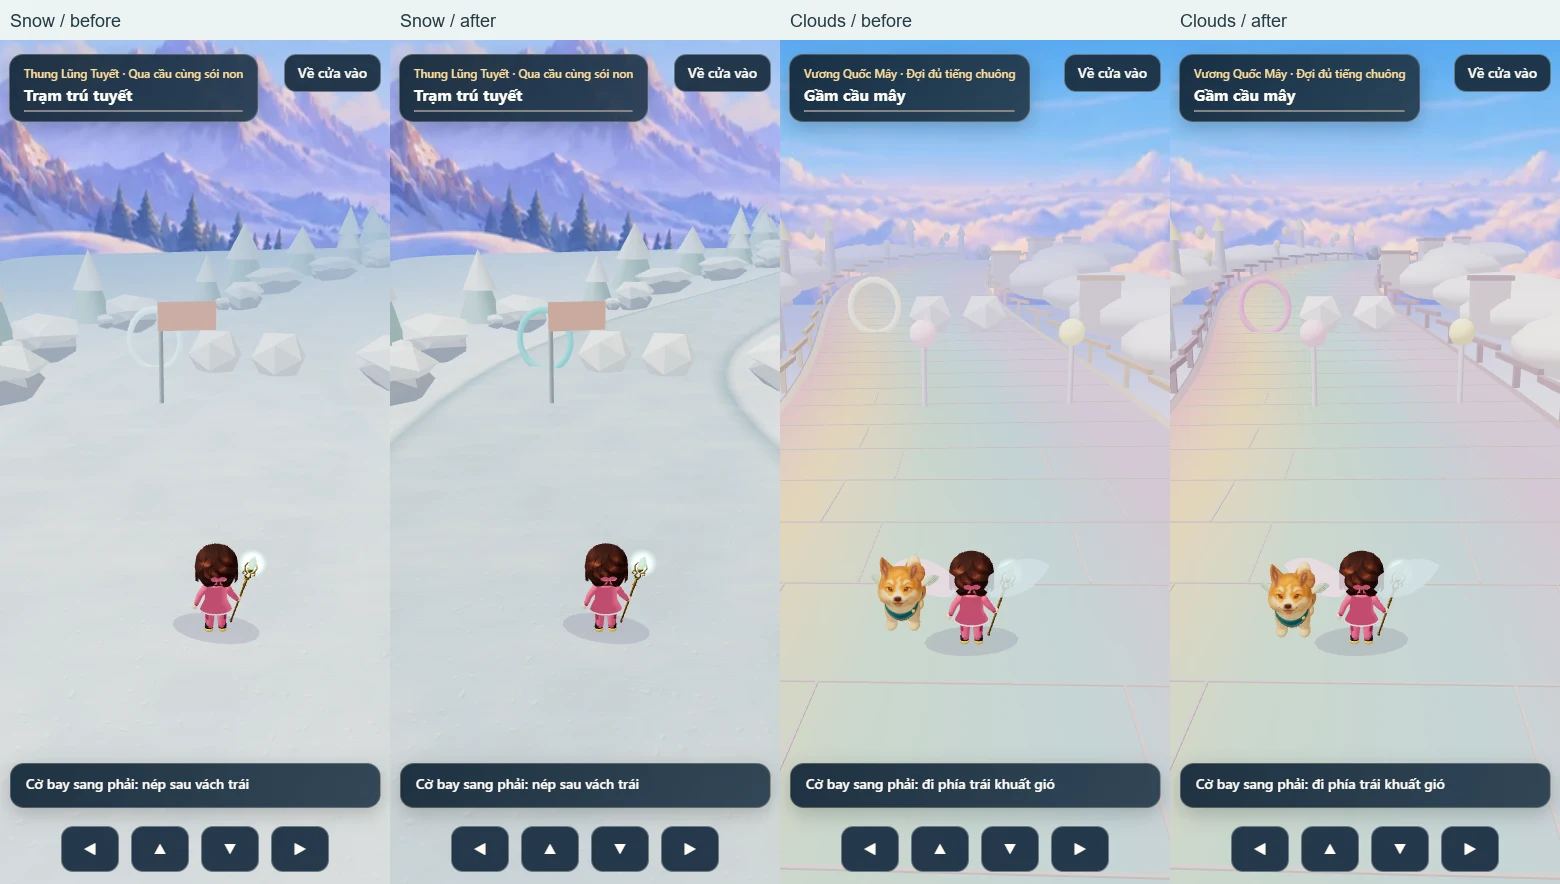 Snow / before
Thung Lũng Tuyết · Qua cầu cùng sói non
Trạm trú tuyết
Về cửa vào
Cờ bay sang phải: nép sau vách trái
Snow / after
Thung Lũng Tuyết · Qua cầu cùng sói non
Trạm trú tuyết
Về cửa vào
Cờ bay sang phải: nép sau vách trái
Clouds / before
Vương Quốc Mây · Đợi đủ tiếng chuông
Gầm cầu mây
Về cửa vào
Cờ bay sang phải: đi phía trái khuất gió
Clouds / after
Vương Quốc Mây · Đợi đủ tiếng chuông
Gầm cầu mây
Về cửa vào
Cờ bay sang phải: đi phía trái khuất gió